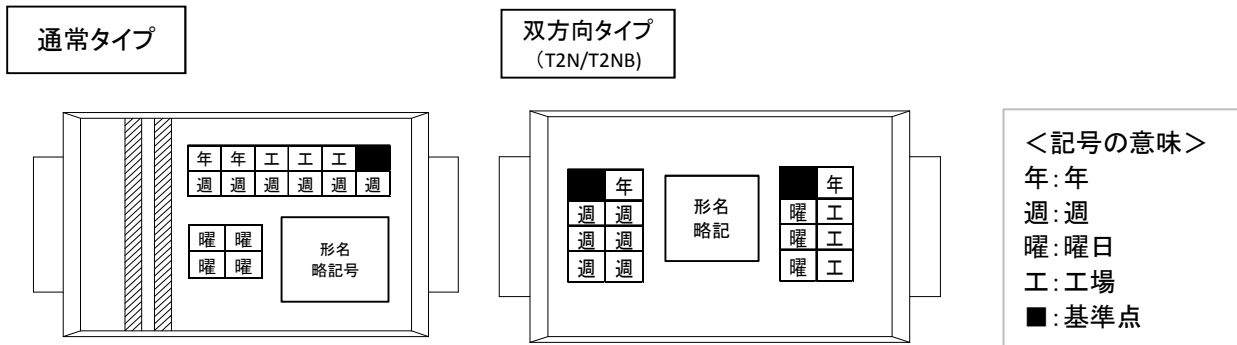 通常タイプ
双方向タイプ
(T2N/T2NB)
年 年 工 工 工 ■
週 週 週 週 週 週
曜 曜
曜 曜
形名
略記号
■ 年
週 週
週 週
週 週
形名
略記
■ 年
曜 工
曜 工
曜 工
<記号の意味>
年:年
週:週
曜:曜日
工:工場
■:基準点